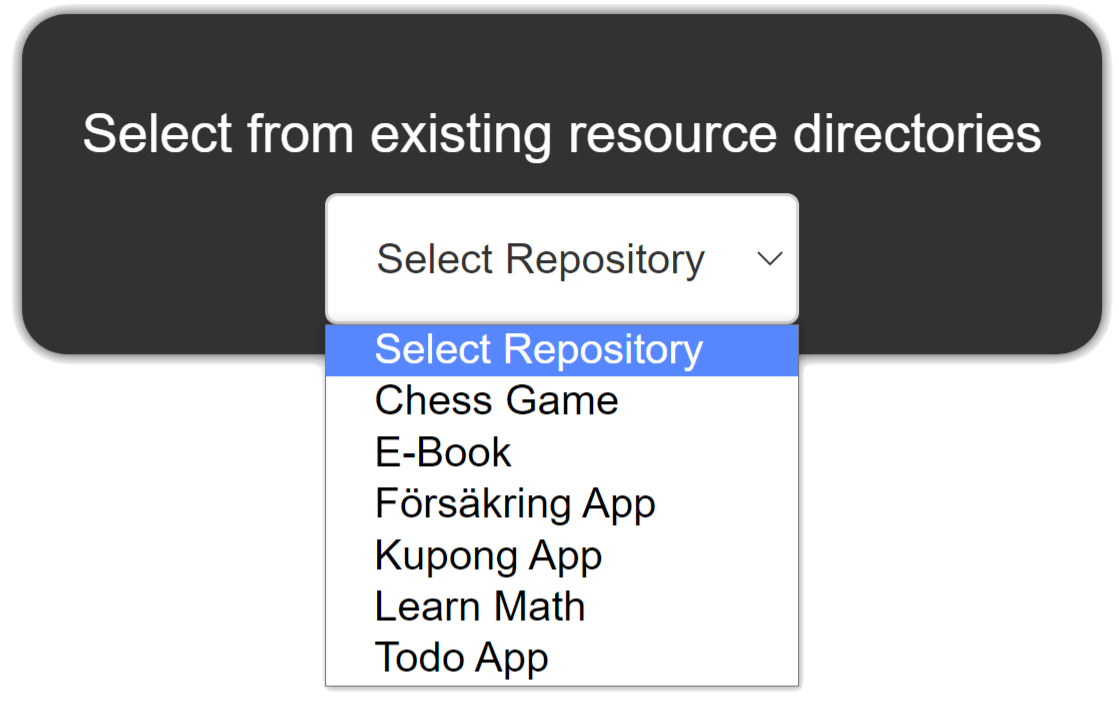 Select from existing resource directories
Select Repository
Select Repository
Chess Game
E-Book
Försäkring App
Kupong App
Learn Math
Todo App